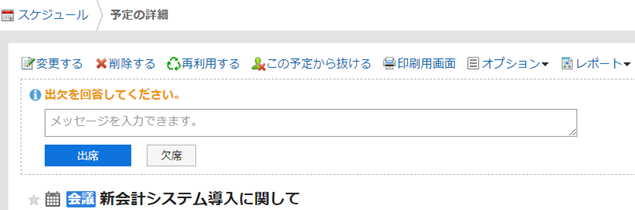 スケジュール 予定の詳細
変更する 削除する 再利用する この予定から抜ける 印刷用画面 オプション レポート
出欠を回答してください。
メッセージを入力できます。
出席 欠席
会議 新会計システム導入に関して